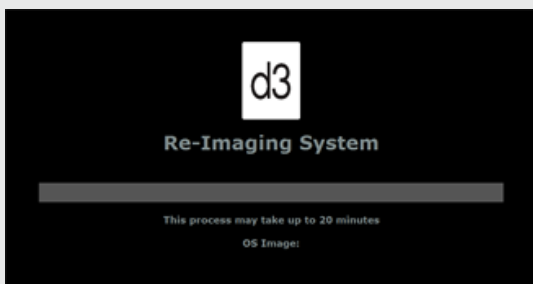 d3
Re-Imaging System
This process may take up to 20 minutes
OS Image: